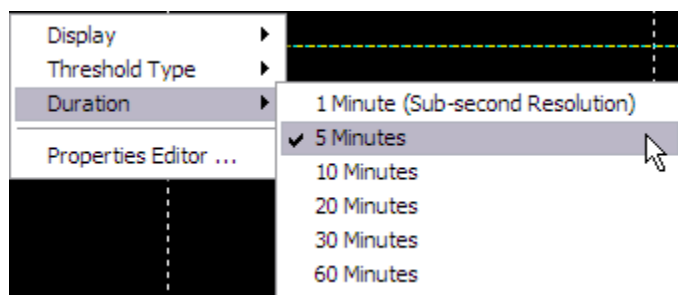 Display
Threshold Type
Duration
Properties Editor ...
1 Minute (Sub-second Resolution)
5 Minutes
10 Minutes
20 Minutes
30 Minutes
60 Minutes